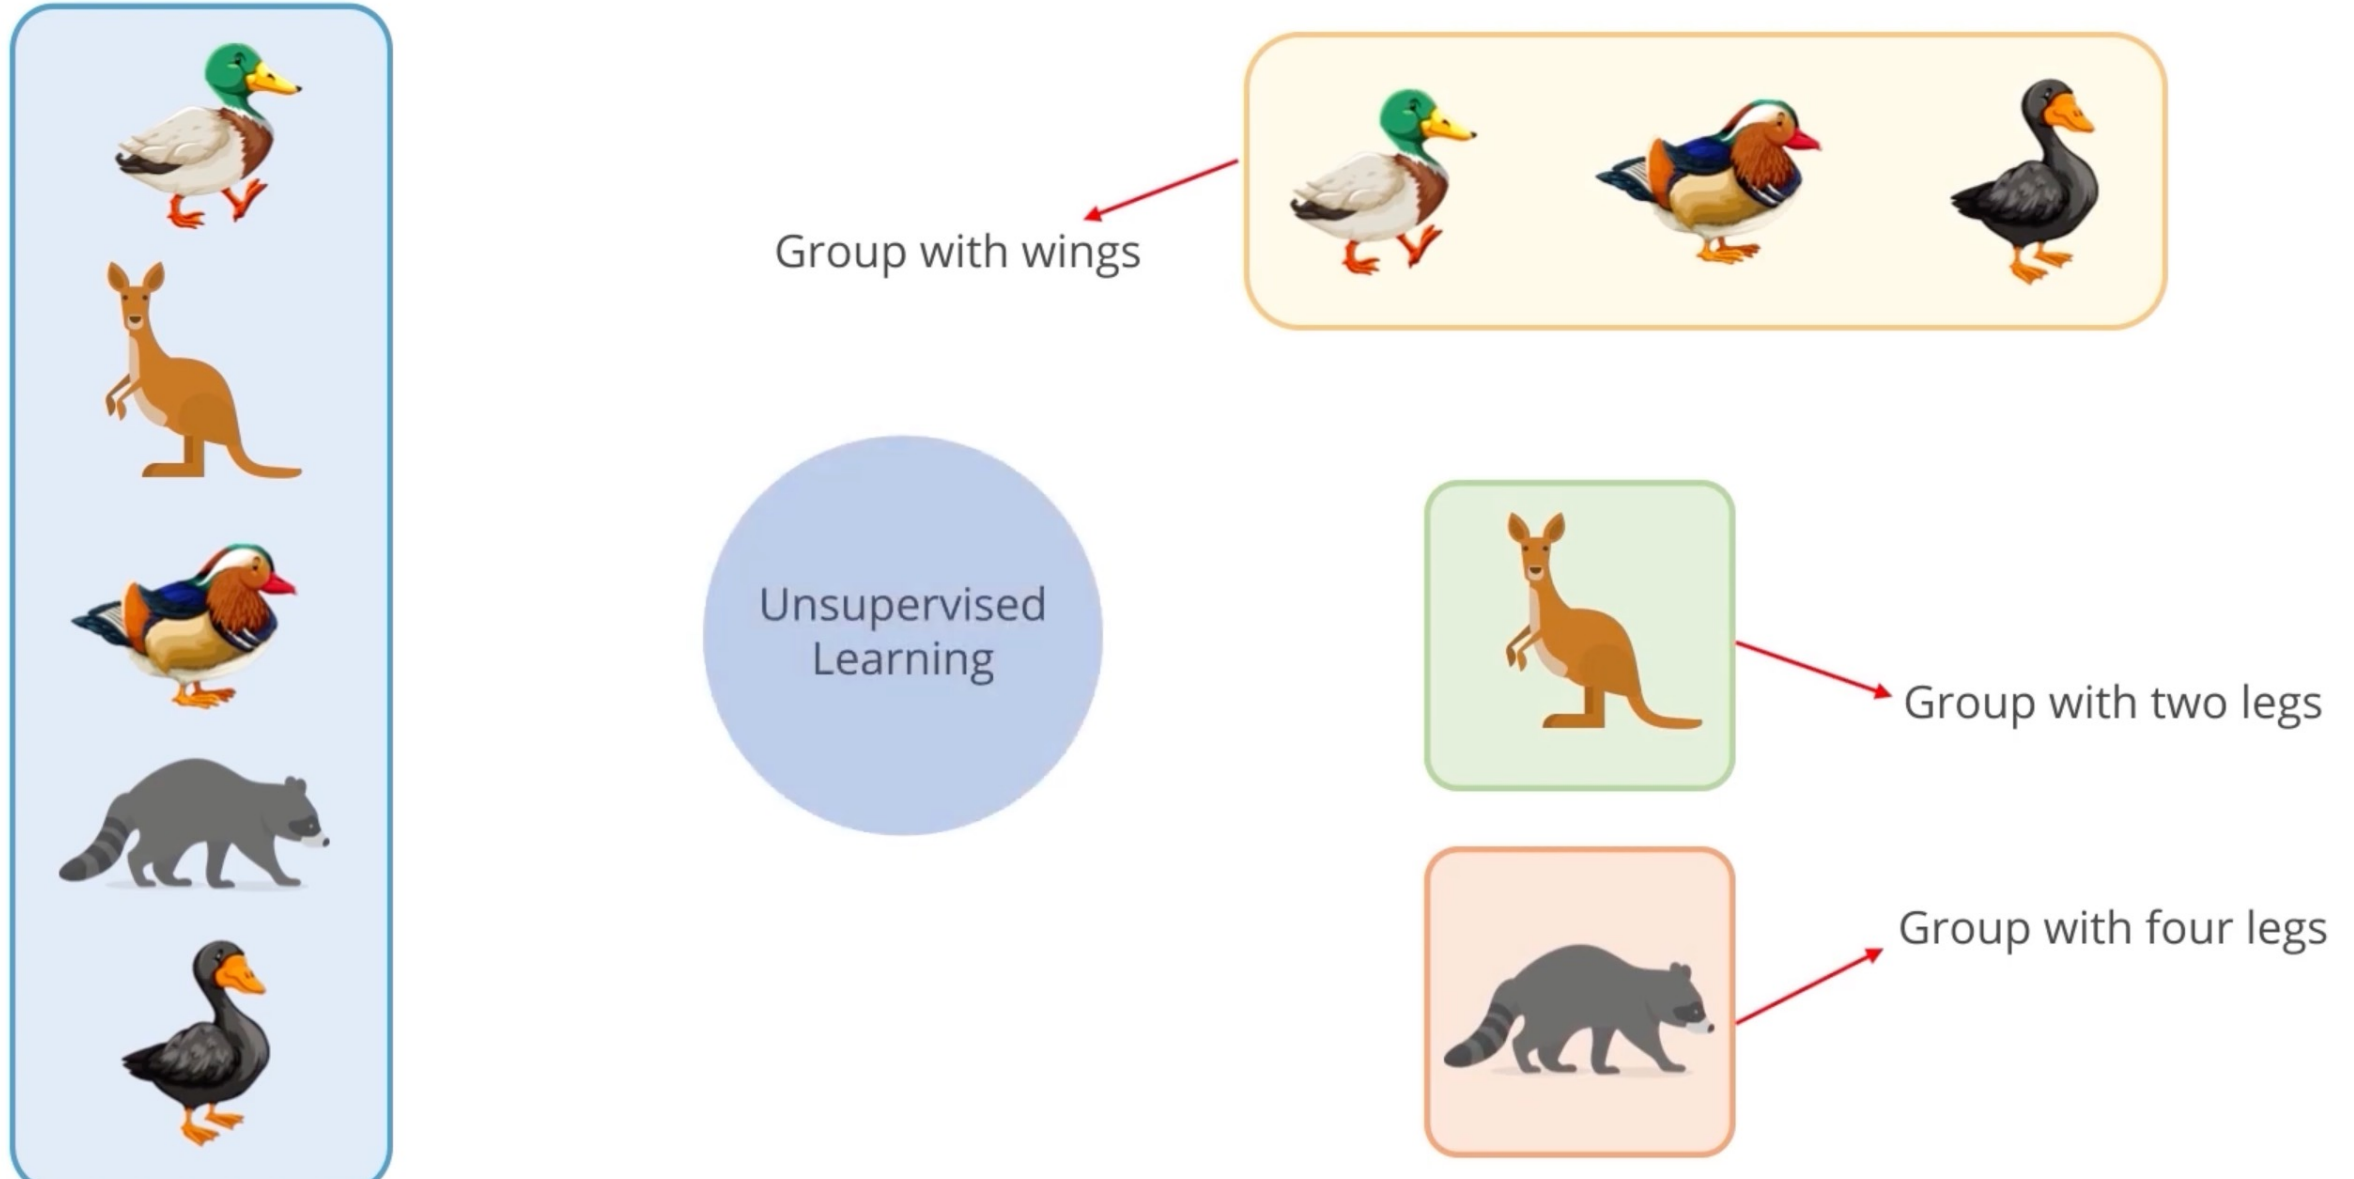 Group with wings
Unsupervised
Learning
Group with two legs
Group with four legs